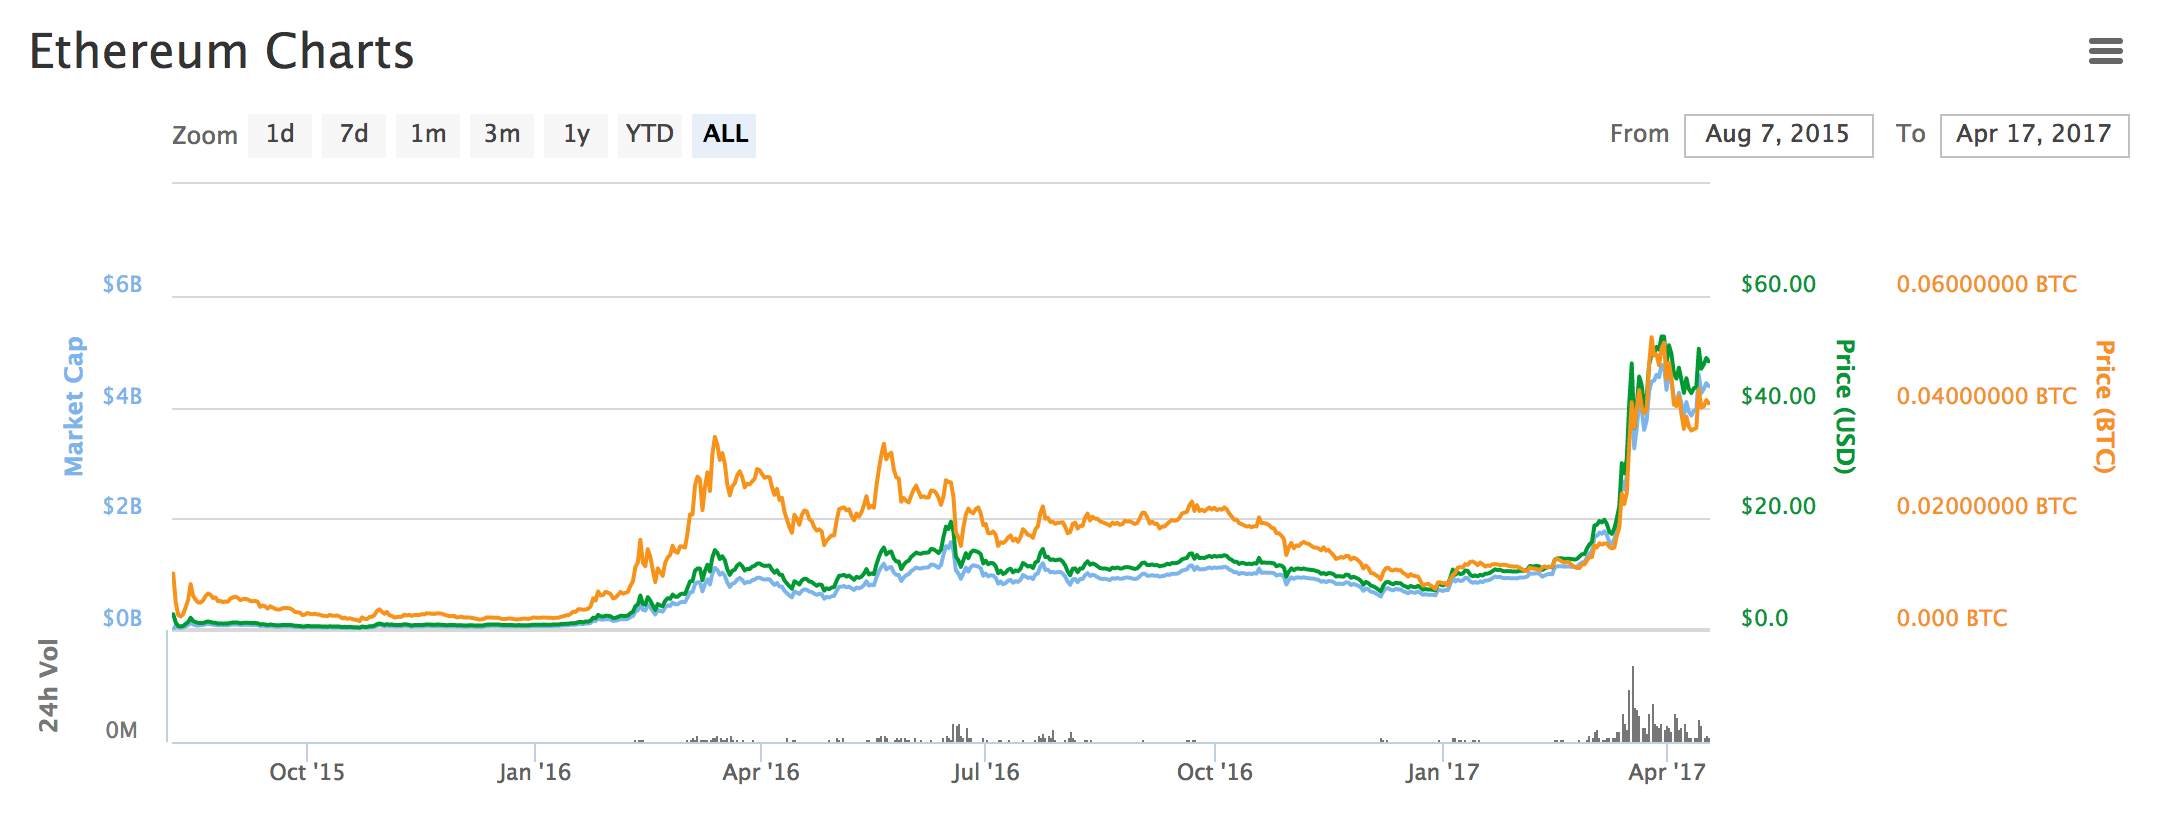 Ethereum Charts
Zoom 1d 7d 1m 3m 1y YTD ALL From Aug 7, 2015 To Apr 17, 2017
$6B $60.00 0.06000000 BTC
$4B $40.00 0.04000000 BTC
$2B $20.00 0.02000000 BTC
$0B $0.0 0.000 BTC
Market Cap
Price (USD)
Price (BTC)
24h Vol
0M
Oct '15 Jan '16 Apr '16 Jul '16 Oct '16 Jan '17 Apr '17